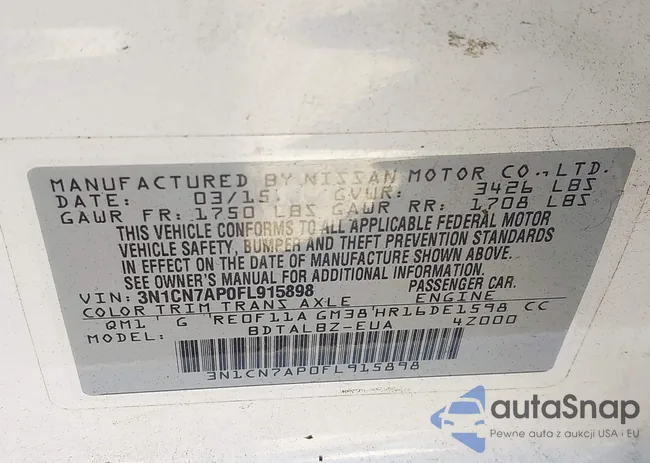 MANUFACTURED BY NISSAN MOTOR CO., LTD.
DATE: 03/15 GVWR: 3426 LBS
GAWR FR: 1750 LBS GAWR RR: 1708 LBS
THIS VEHICLE CONFORMS TO ALL APPLICABLE FEDERAL MOTOR
VEHICLE SAFETY, BUMPER AND THEFT PREVENTION STANDARDS
IN EFFECT ON THE DATE OF MANUFACTURE SHOWN ABOVE.
SEE OWNER'S MANUAL FOR ADDITIONAL INFORMATION.
VIN: 3N1CN7AP0FL915898 PASSENGER CAR.
COLOR TRIM TRANS AXLE ENGINE
QM1 G RE0F11A GM38 HR16DE1598 CC
MODEL: BDTALBZ-EUA 4Z000
3N1CN7AP0FL915898
autaSnap
Pewne auta z aukcji USA i EU